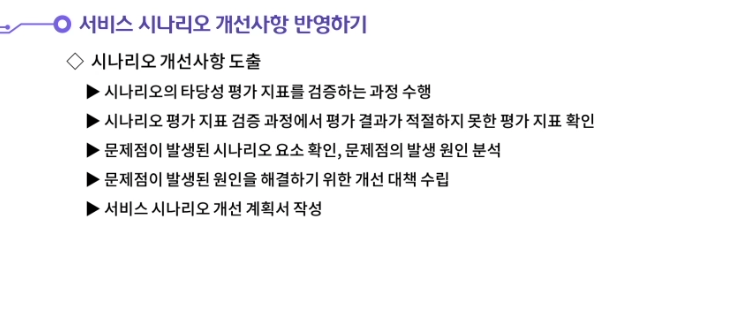 서비스 시나리오 개선사항 반영하기
◇ 시나리오 개선사항 도출
▶ 시나리오의 타당성 평가 지표를 검증하는 과정 수행
▶ 시나리오 평가 지표 검증 과정에서 평가 결과가 적절하지 못한 평가 지표 확인
▶ 문제점이 발생된 시나리오 요소 확인, 문제점의 발생 원인 분석
▶ 문제점이 발생된 원인을 해결하기 위한 개선 대책 수립
▶ 서비스 시나리오 개선 계획서 작성